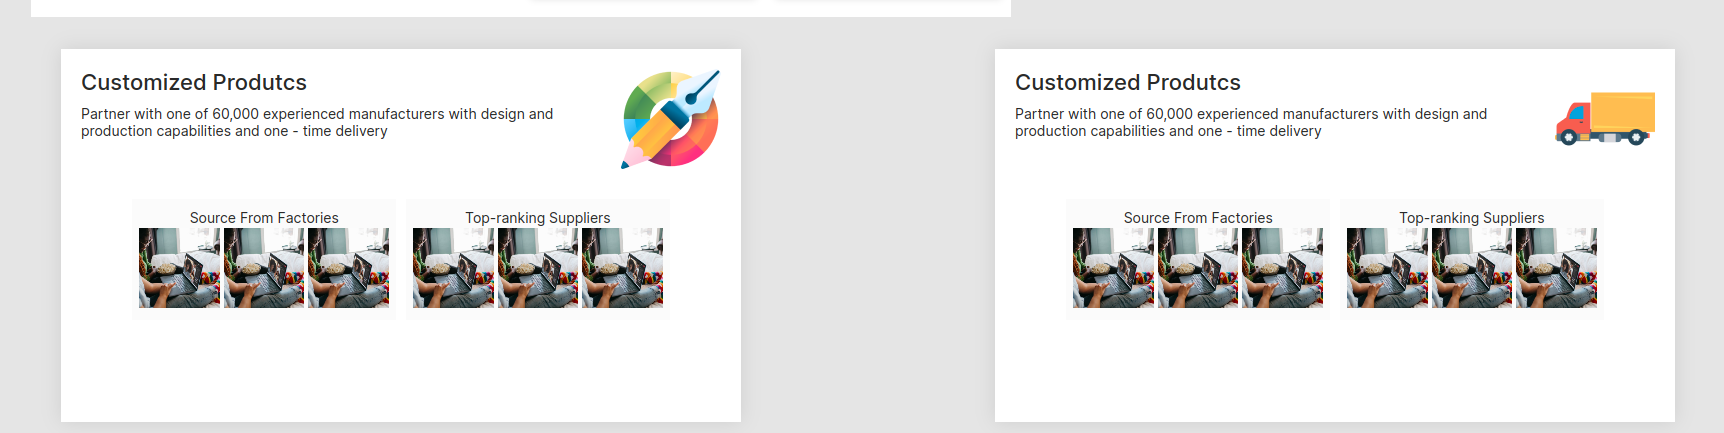 Customized Produtcs
Partner with one of 60,000 experienced manufacturers with design and
production capabilities and one - time delivery
Source From Factories
Top-ranking Suppliers
Customized Produtcs
Partner with one of 60,000 experienced manufacturers with design and
production capabilities and one - time delivery
Source From Factories
Top-ranking Suppliers